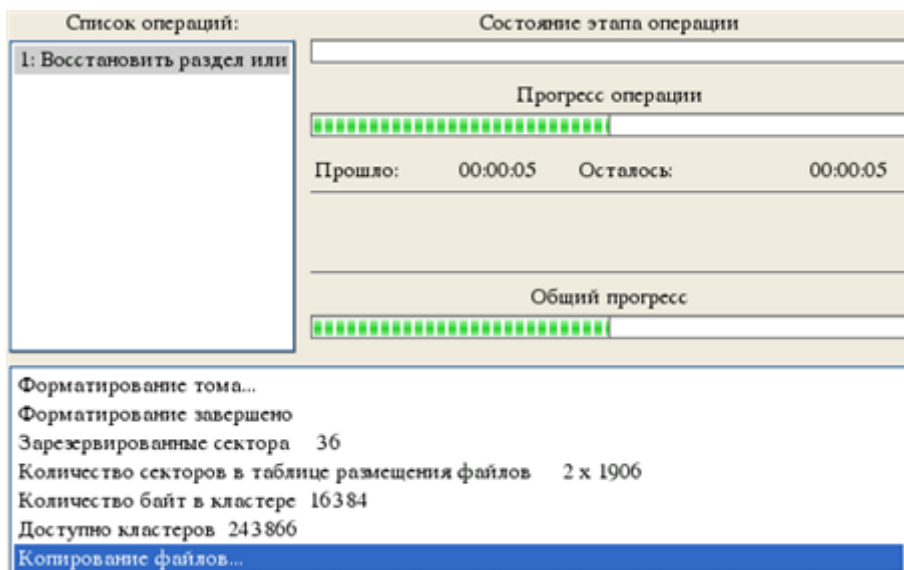 Список операций:
1: Восстановить раздел или
Состояние этапа операции
Прогресс операции
Прошло: 00:00:05 Осталось: 00:00:05
Общий прогресс
Форматирование тома...
Форматирование завершено
Зарезервированные сектора 36
Количество секторов в таблице размещения файлов 2 x 1906
Количество байт в кластере 16384
Доступно кластеров 243866
Копирование файлов...